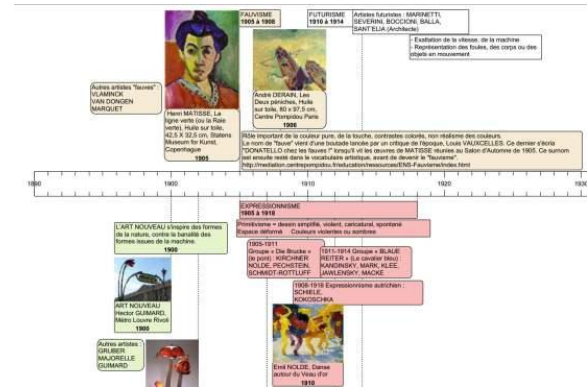 FAUVISME
1905 à 1908
FUTURISME
1910 à 1914
Artistes futuristes : MARINETTI,
SEVERINI, BOCCIONI, BALLA,
SANT'ELIA (Architecte)
- Exaltation de la vitesse, de la machine.
- Représentation des foules, des corps ou des
objets en mouvement
Autres artistes "fauves" :
VLAMINCK
VAN DONGEN
MARQUET
Henri MATISSE, La
ligne verte (ou la Raie
verte), Huile sur toile,
42,5 X 32,5 cm, Statens
Museum for Kunst,
Copenhague
1905
André DERAIN, Les
Deux péniches, Huile
sur toile, 80 x 97,5 cm,
Centre Pompidou Paris
1906
Rôle important de la couleur pure, de la touche, contrastes colorés, non réalisme des couleurs.
Le nom de "fauve" vient d'une boutade lancée par un critique de l'époque, Louis VAUXCELLES. Ce dernier s'écria
"DONATELLO chez les fauves !" lorsqu'il vit les œuvres de MATISSE réunies au Salon d'Automne de 1905. Ce surnom
est ensuite resté dans le vocabulaire artistique, avant de devenir le "fauvisme".
http://mediation.centrepompidou.fr/education/ressources/ENS-Fauvisme/index.html
1890 1900 1910 1920 1930
EXPRESSIONNISME
1905 à 1918
Primitivisme = dessin simplifié, violent, caricatural, spontané
Espace déformé Couleurs violentes ou sombres
L'ART NOUVEAU s'inspire des formes
de la nature, contre la banalité des
formes issues de la machine.
1900
1905-1911
Groupe « Die Brucke »
(le pont) : KIRCHNER
NOLDE, PECHSTEIN,
SCHMIDT-ROTTLUFF
1911-1914 Groupe « BLAUE
REITER » (Le cavalier bleu) :
KANDINSKY, MARK, KLEE,
JAWLENSKY, MACKE
1908-1918 Expressionnisme autrichien :
SCHIELE,
KOKOSCHKA
ART NOUVEAU
Hector GUIMARD,
Métro Louvre Rivoli
1900
Autres artistes :
GRUBER
MAJORELLE
GUIMARD
Emil NOLDE, Danse
autour du Veau d'or
1910